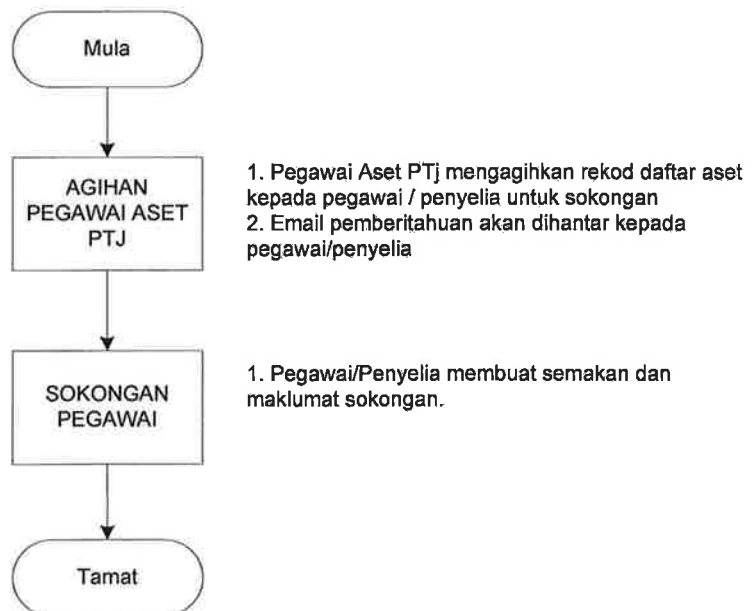 Mula
AGIHAN
PEGAWAI ASET
PTJ
1. Pegawai Aset PTj mengagihkan rekod daftar aset
kepada pegawai / penyelia untuk sokongan
2. Email pemberitahuan akan dihantar kepada
pegawai/penyelia
SOKONGAN
PEGAWAI
1. Pegawai/Penyelia membuat semakan dan
maklumat sokongan.
Tamat